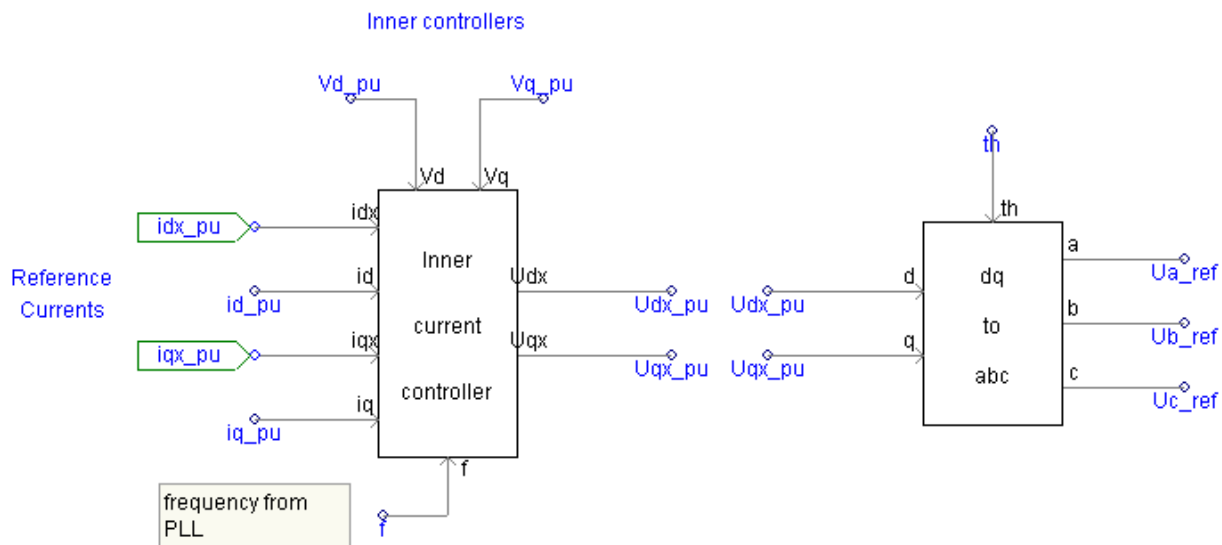 Inner controllers
Vd_pu
Vq_pu
th
Vd
Vq
idx_pu
idx
th
a
Ua_ref
Reference
Currents
id_pu
id
Inner
current
controller
Udx
Udx_pu
Udx_pu
d
dq
to
abc
b
Ub_ref
iqx_pu
iqx
Uqx
Uqx_pu
Uqx_pu
q
c
Uc_ref
iq_pu
iq
f
frequency from
PLL
f